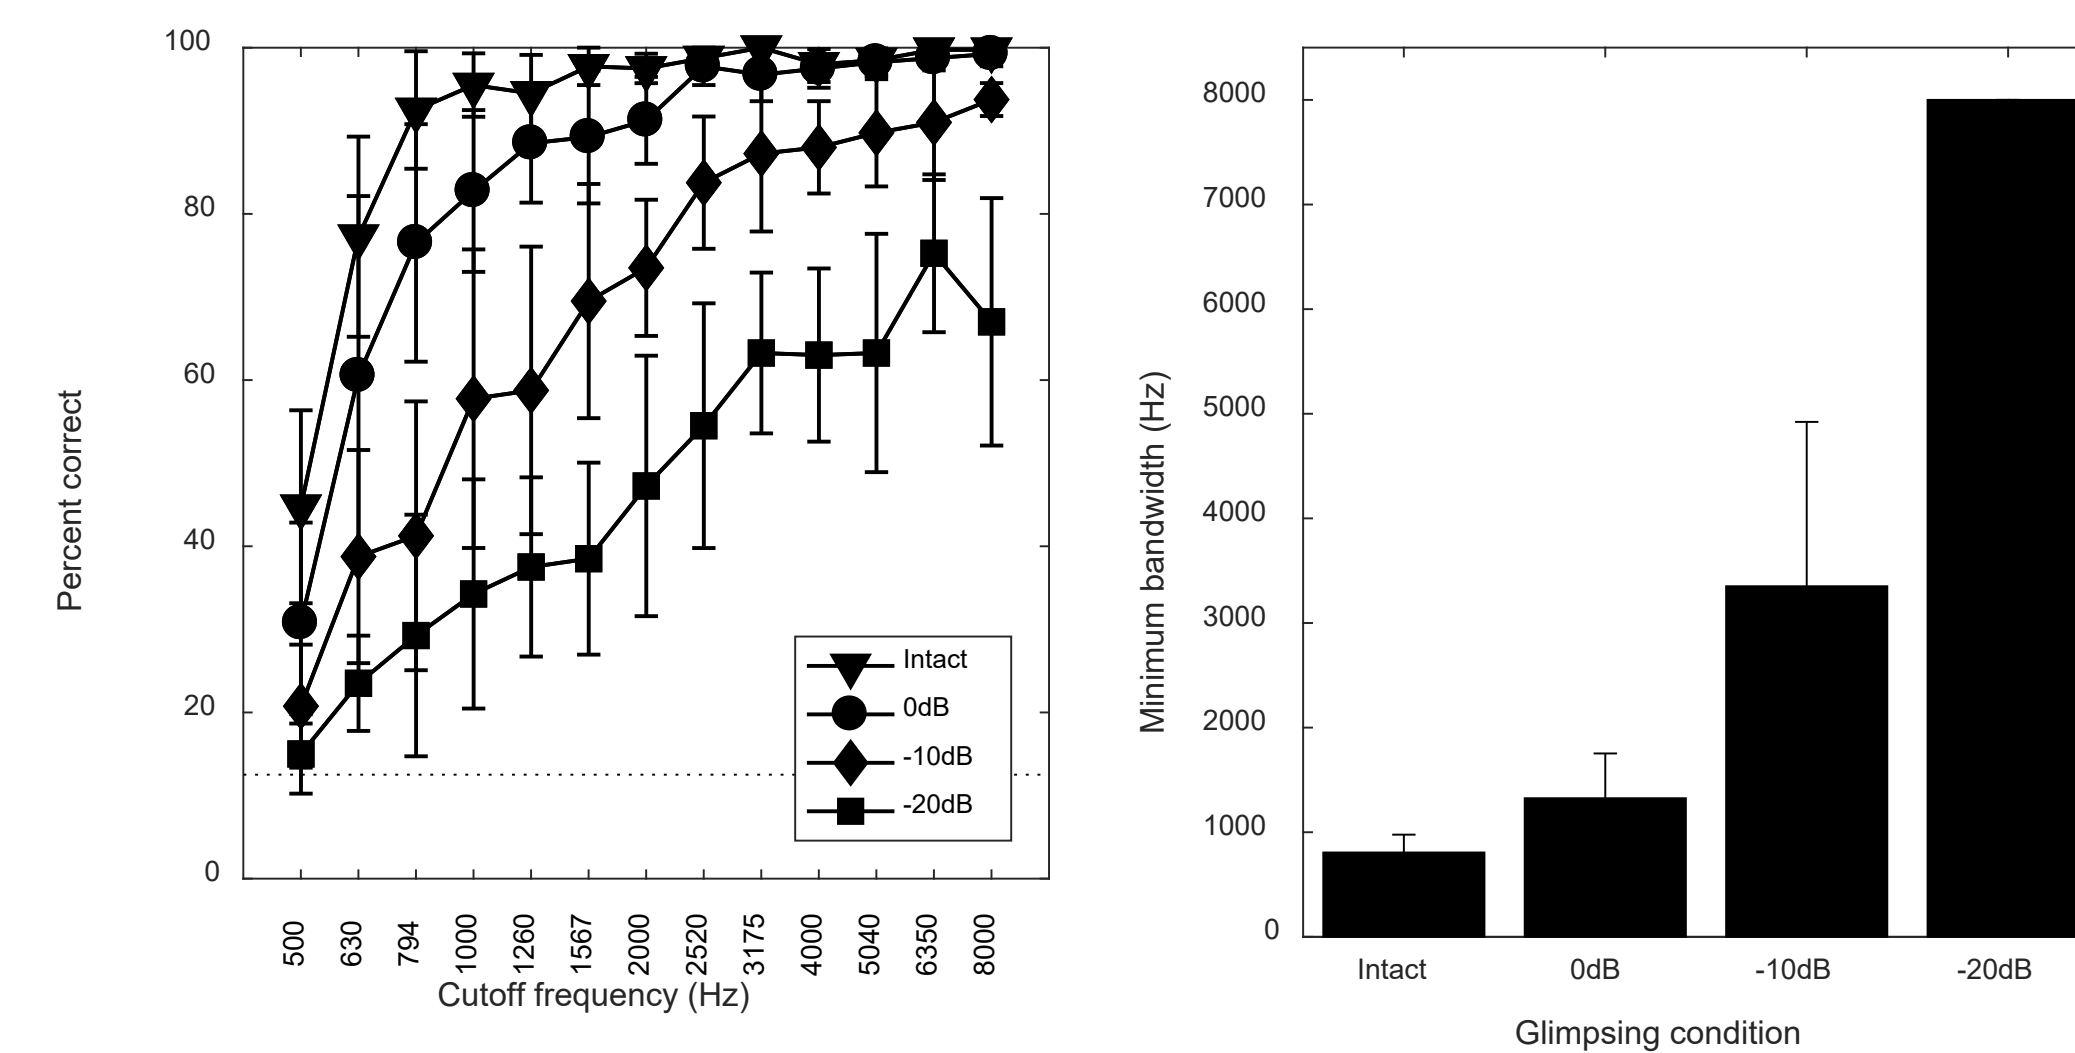 100
80
60
40
20
0
Percent correct
500 630 794 1000 1260 1567 2000 2520 3175 4000 5040 6350 8000
Cutoff frequency (Hz)
Intact
0dB
-10dB
-20dB
8000
7000
6000
5000
4000
3000
2000
1000
0
Minimum bandwidth (Hz)
Intact 0dB -10dB -20dB
Glimpsing condition